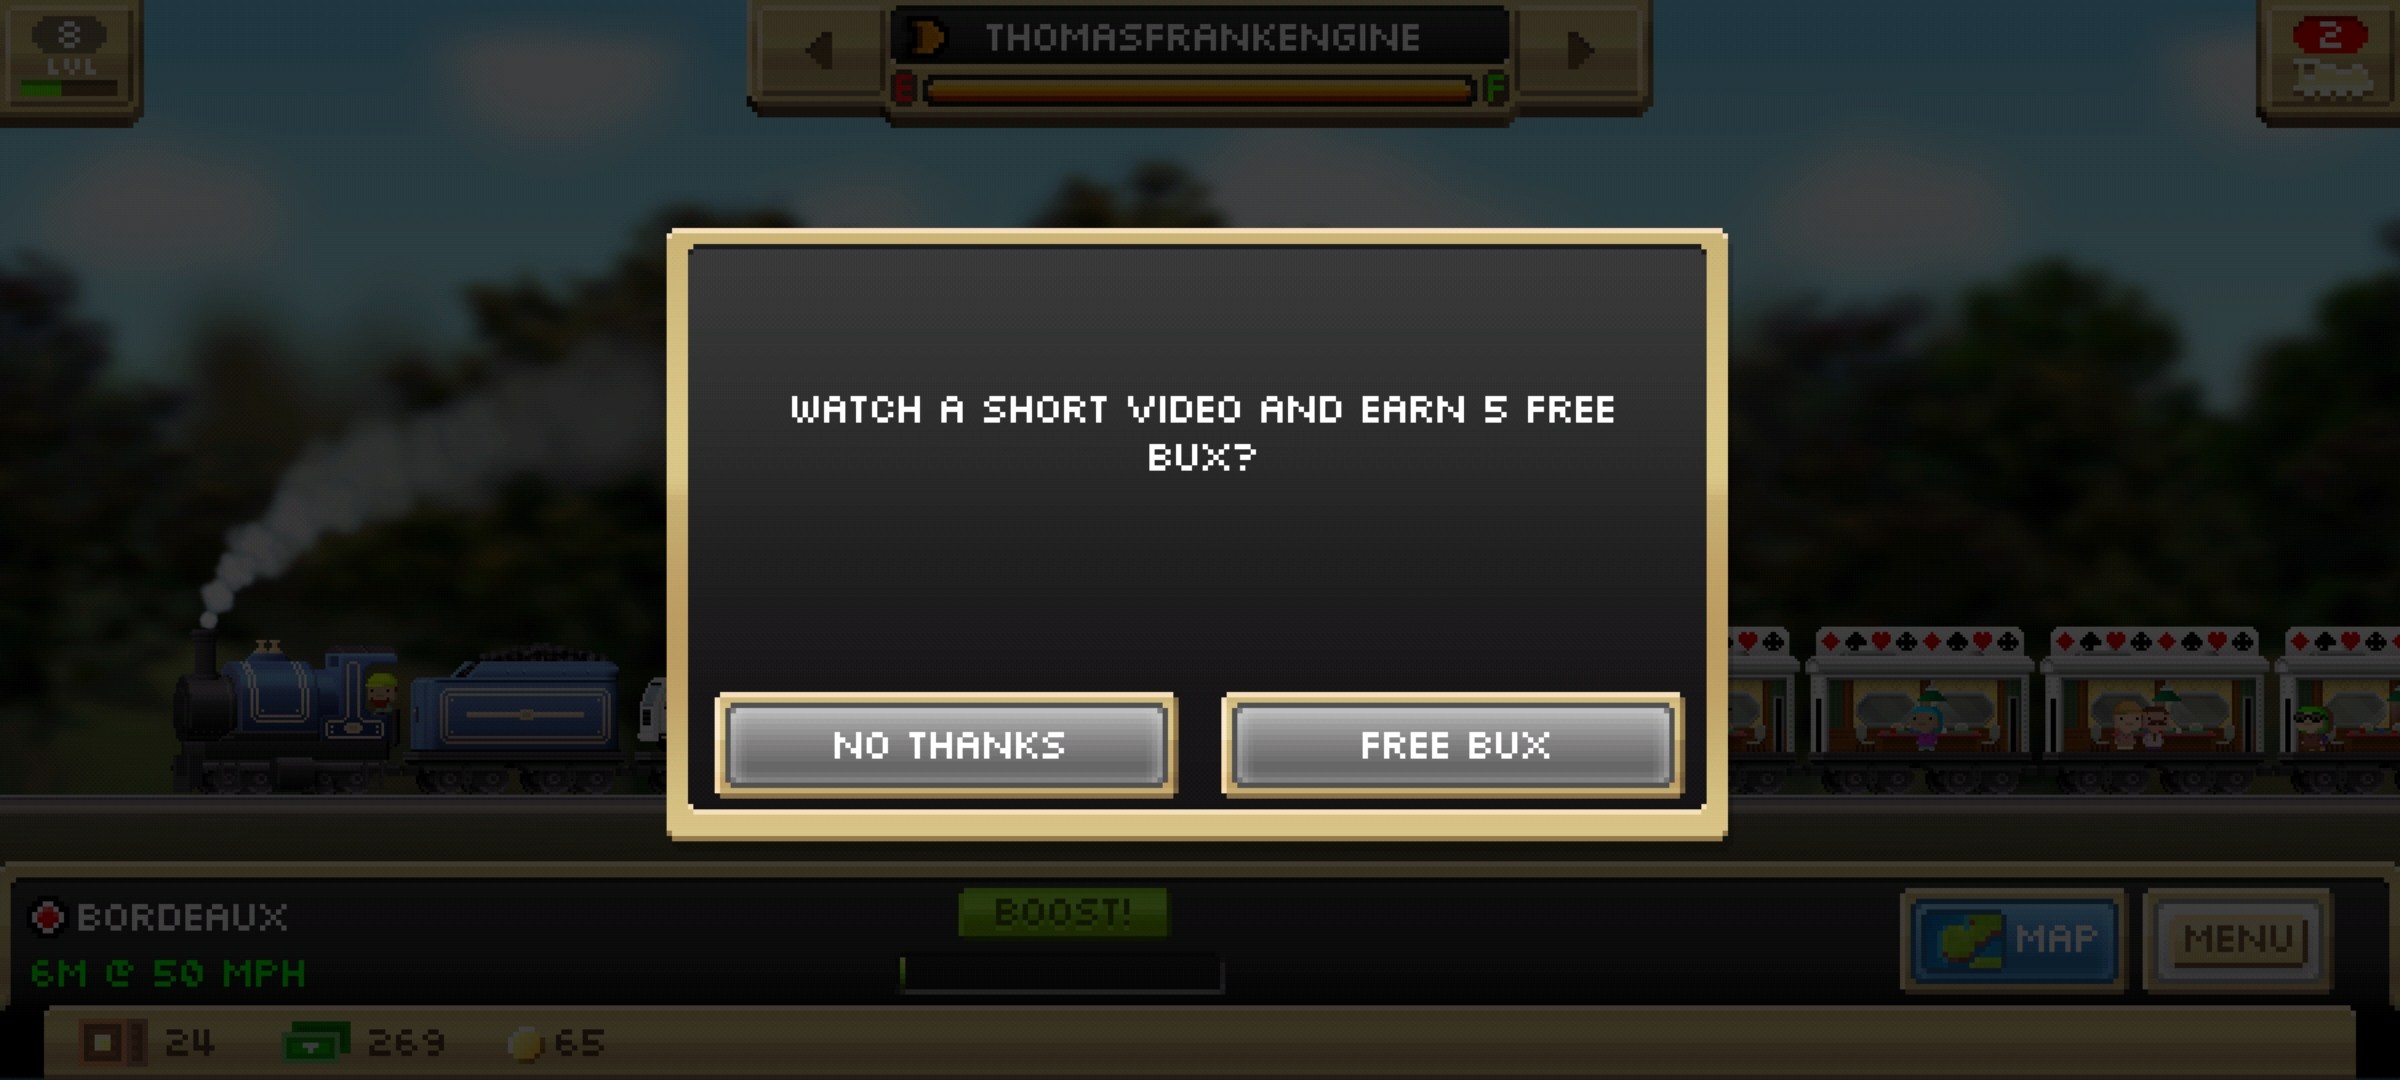 8
LVL
THOMASFRANKENGINE
E F
2
WATCH A SHORT VIDEO AND EARN 5 FREE
BUX?
NO THANKS
FREE BUX
BORDEAUX
6M @ 50 MPH
BOOST!
MAP
MENU
24
269
65